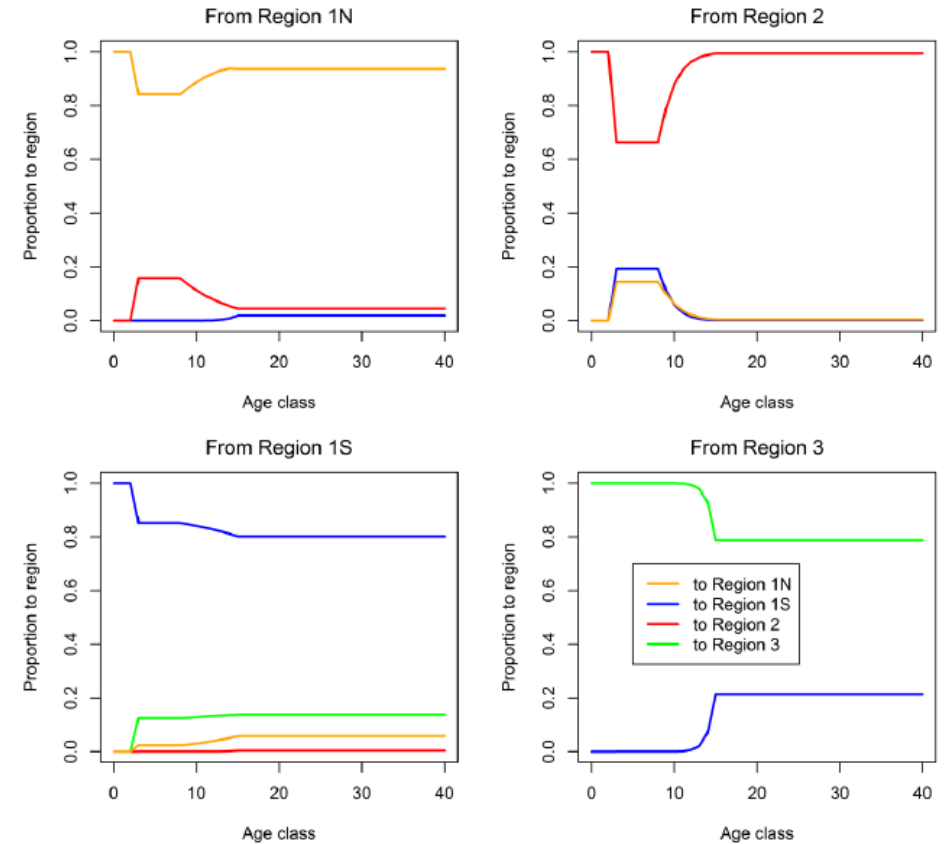 From Region 1N
Proportion to region
0.0 0.2 0.4 0.6 0.8 1.0
0 10 20 30 40
Age class
From Region 2
Proportion to region
0.0 0.2 0.4 0.6 0.8 1.0
0 10 20 30 40
Age class
From Region 1S
Proportion to region
0.0 0.2 0.4 0.6 0.8 1.0
0 10 20 30 40
Age class
From Region 3
Proportion to region
0.0 0.2 0.4 0.6 0.8 1.0
to Region 1N
to Region 1S
to Region 2
to Region 3
0 10 20 30 40
Age class